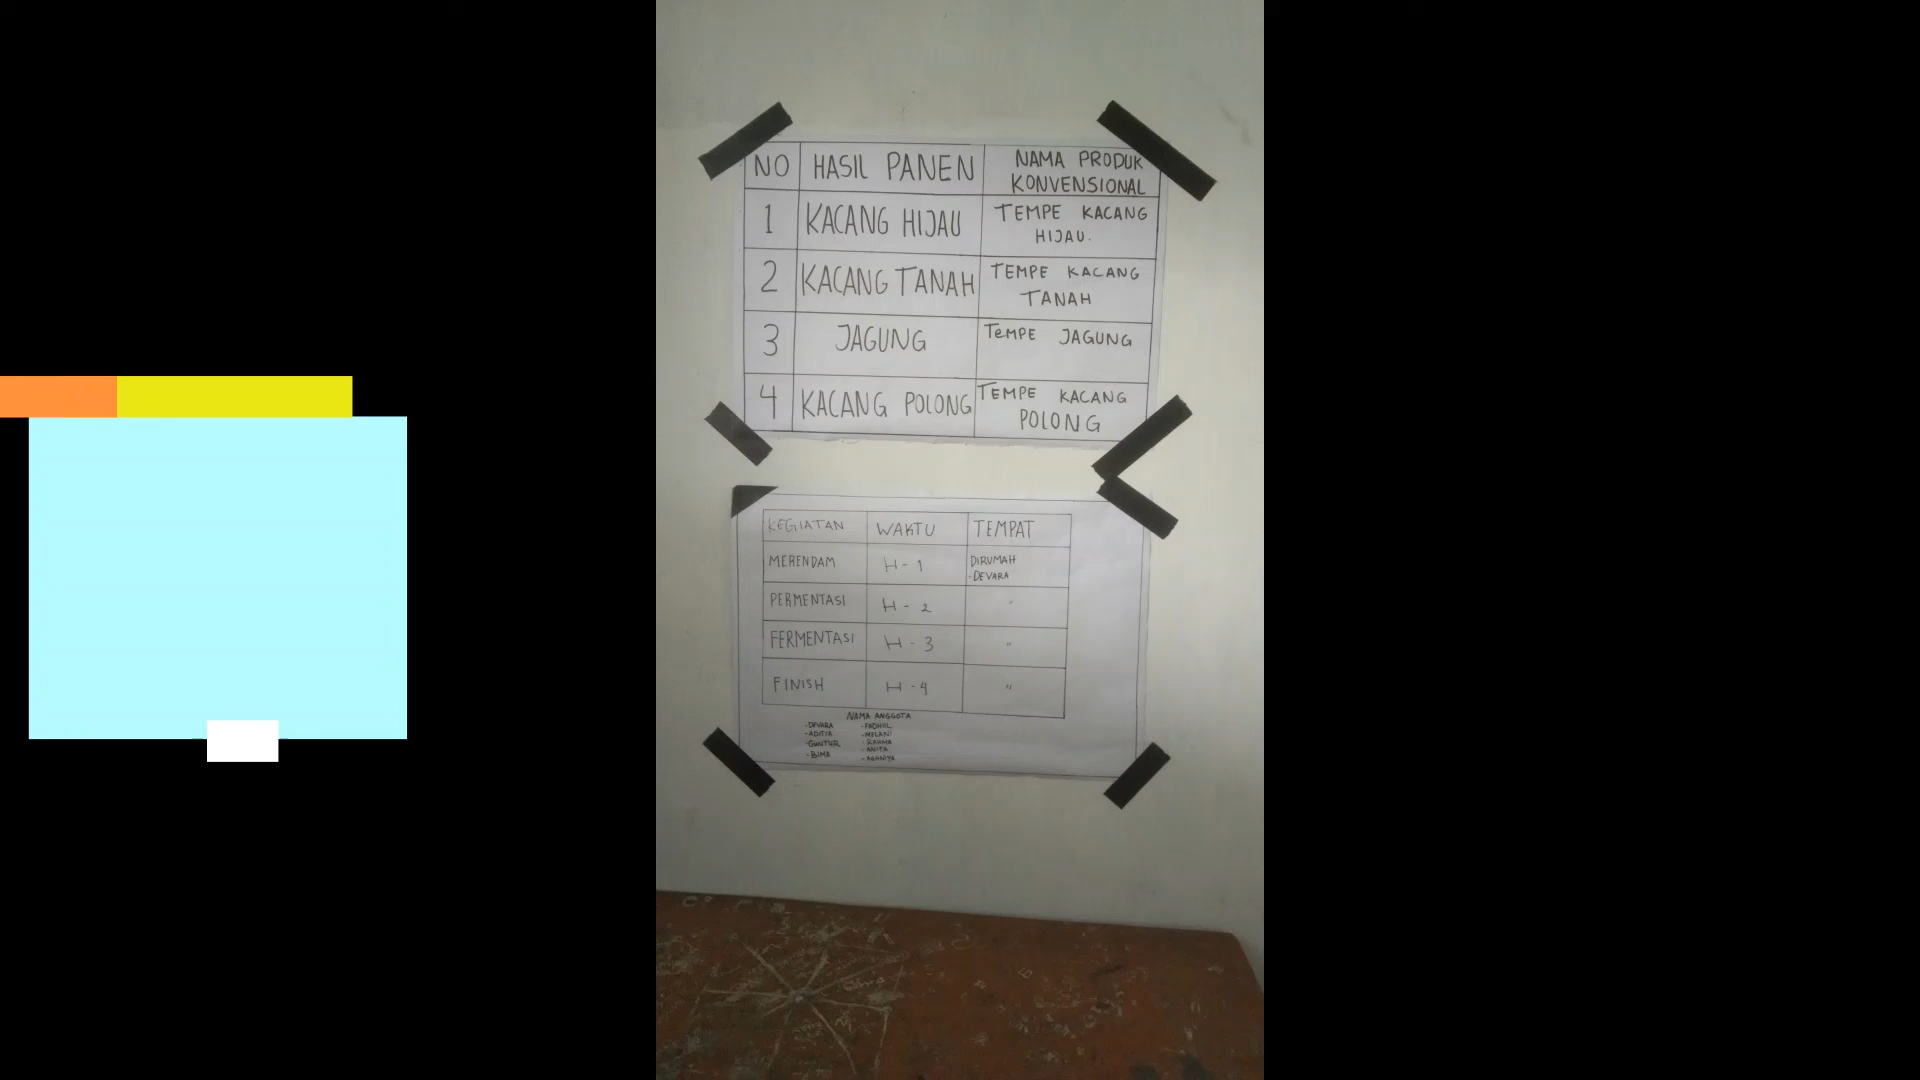 NO HASIL PANEN NAMA PRODUK
KONVENSIONAL
1 KACANG HIJAU TEMPE KACANG
HIJAU.
2 KACANG TANAH TEMPE KACANG
TANAH
3 JAGUNG TEMPE JAGUNG
4 KACANG POLONG TEMPE KACANG
POLONG
KEGIATAN WAKTU TEMPAT
MERENDAM H-1 DIRUMAH
-DEVARA
PERMENTASI H-2 "
FERMENTASI H-3 "
FINISH H-4 "
NAMA ANGGOTA
-DEVARA -FADHIL
-ADITIA -MELANI
-GUNTUR -RAHMA
-BIMA -ANITA